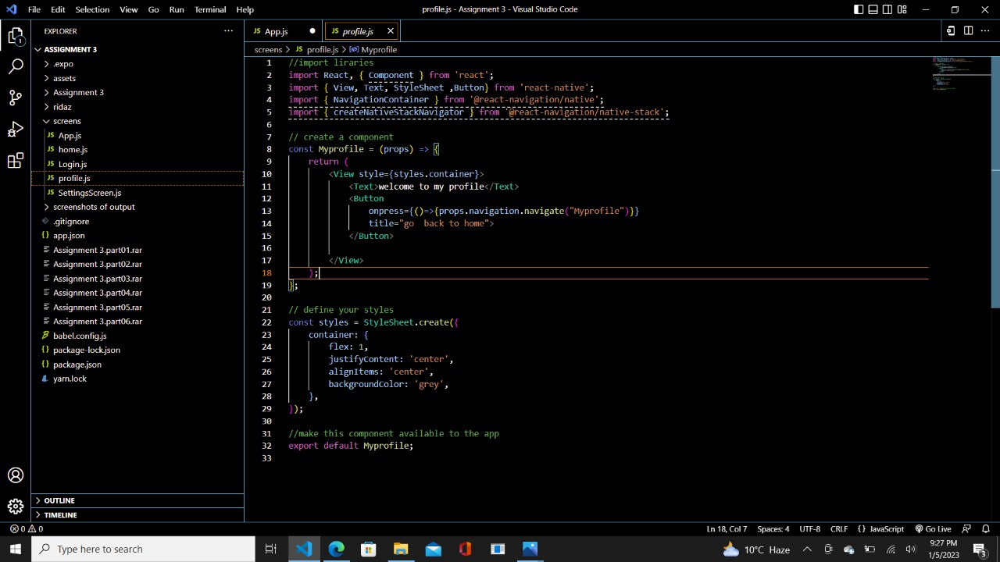 File Edit Selection View Go Run Terminal Help
profile.js - Assignment 3 - Visual Studio Code
EXPLORER
ASSIGNMENT 3
.expo
assets
Assignment 3
ridaz
screens
JS App.js
JS home.js
JS Login.js
JS profile.js
JS SettingsScreen.js
screenshots of output
.gitignore
{} app.json
Assignment 3.part01.rar
Assignment 3.part02.rar
Assignment 3.part03.rar
Assignment 3.part04.rar
Assignment 3.part05.rar
Assignment 3.part06.rar
babel.config.js
{} package-lock.json
{} package.json
yarn.lock
OUTLINE
TIMELINE
JS App.js
JS profile.js
screens > JS profile.js > Myprofile
1 //import liraries
2 import React, { Component } from 'react';
3 import { View, Text, StyleSheet ,Button} from 'react-native';
4 import { NavigationContainer } from '@react-navigation/native';
5 import { createNativeStackNavigator } from '@react-navigation/native-stack';
6
7 // create a component
8 const Myprofile = (props) => {
9 return (
10 <View style={styles.container}>
11 <Text>welcome to my profile</Text>
12 <Button
13 onpress={()=>{props.navigation.navigate("Myprofile")}}
14 title="go  back to home">
15 </Button>
16
17 </View>
18 );
19 };
20
21 // define your styles
22 const styles = StyleSheet.create({
23 container: {
24 flex: 1,
25 justifyContent: 'center',
26 alignItems: 'center',
27 backgroundColor: 'grey',
28 },
29 });
30
31 //make this component available to the app
32 export default Myprofile;
33
0 0
Ln 18, Col 7 Spaces: 4 UTF-8 CRLF {} JavaScript Go Live
Type here to search
10°C Haze
9:27 PM
1/5/2023
3